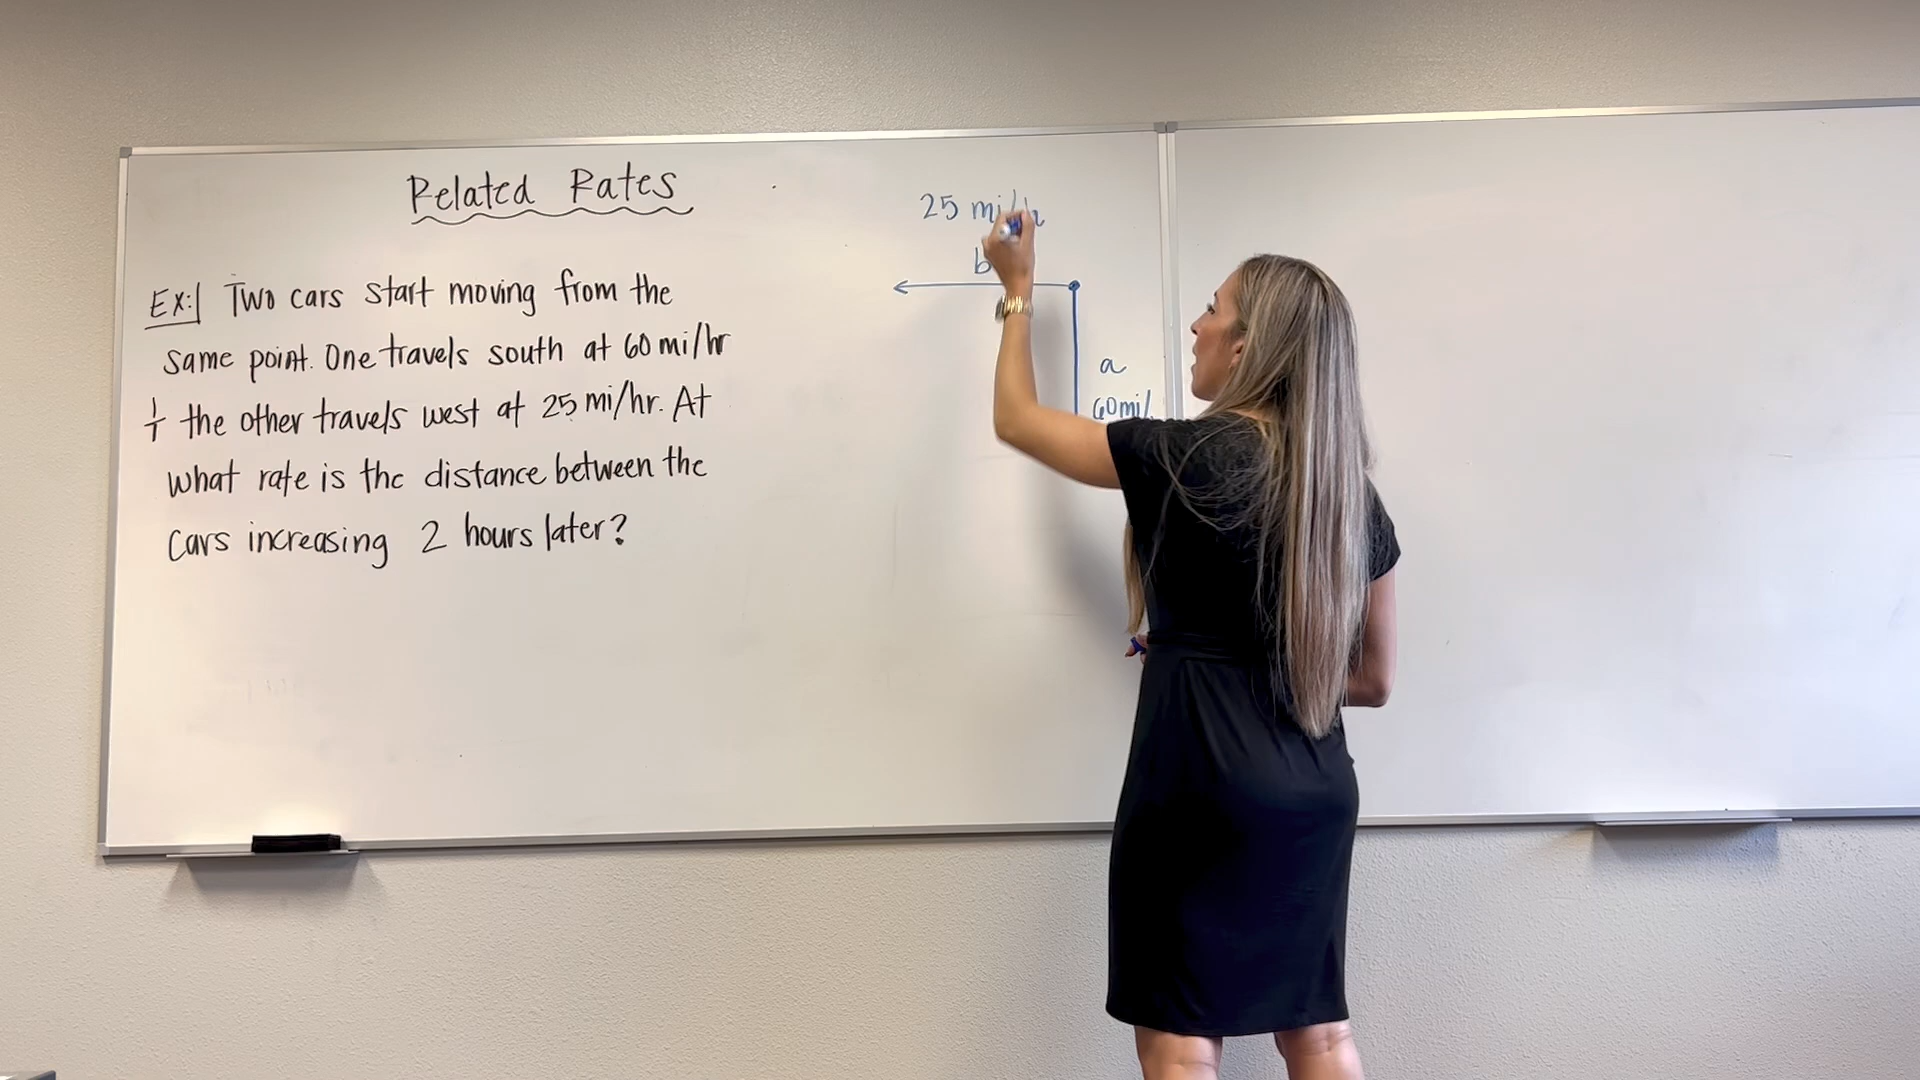 Related Rates
Ex:| Two cars start moving from the
same point. One travels south at 60 mi/hr
& the other travels west at 25 mi/hr. At
what rate is the distance between the
cars increasing 2 hours later?
25 mi/h
b
a
60mi/